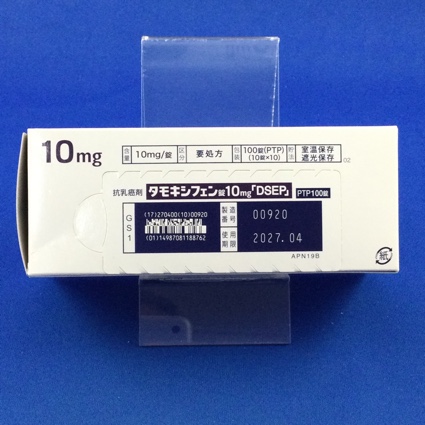 10mg
含量 10mg/錠 区分 要処方 包装 100錠(PTP) (10錠×10) 貯法 室温保存 遮光保存 02
抗乳癌剤 タモキシフェン錠10mg「DSEP」 PTP100錠
GS1
(17)270400(10)00920
(01)14987081188762
製造番号 00920
使用期限 2027.04
APN19B
紙